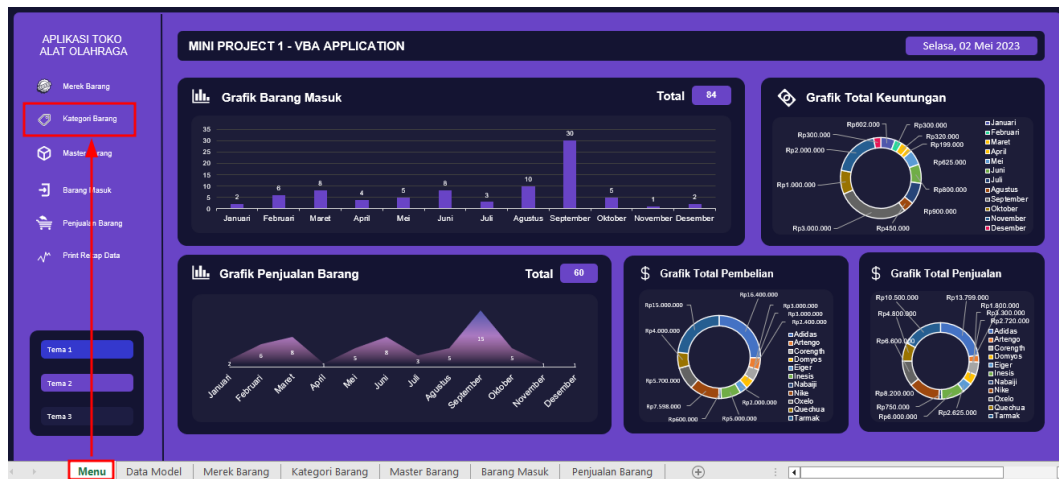 APLIKASI TOKO
ALAT OLAHRAGA
Merek Barang
Kategori Barang
Master Barang
Barang Masuk
Penjualan Barang
Print Recap Data
Tema 1
Tema 2
Tema 3
MINI PROJECT 1 - VBA APPLICATION
Selasa, 02 Mei 2023
Grafik Barang Masuk
Total 84
35
30
25
20
15
10
5
0
2 6 8 4 5 8 3 10 30 5 1 2
Januari Februari Maret April Mei Juni Juli Agustus September Oktober November Desember
Grafik Total Keuntungan
Rp602.000
Rp300.000
Rp320.000
Rp199.000
Rp625.000
Rp800.000
Rp900.000
Rp450.000
Rp3.000.000
Rp1.000.000
Rp2.000.000
Rp300.000
Januari
Februari
Maret
April
Mei
Juni
Juli
Agustus
September
Oktober
November
Desember
Grafik Penjualan Barang
Total 60
2 6 8 5 8 3 5 15 5 1
Januari Februari Maret April Mei Juni Juli Agustus September Oktober November Desember
$ Grafik Total Pembelian
Rp16.400.000
Rp3.000.000
Rp3.000.000
Rp2.400.000
Rp2.000.000
Rp5.000.000
Rp600.000
Rp7.598.000
Rp5.700.000
Rp4.000.000
Rp15.000.000
Adidas
Artengo
Corength
Domyos
Eiger
Inesis
Nabaiji
Nike
Oxelo
Quechua
Tarmak
$ Grafik Total Penjualan
Rp13.799.000
Rp1.800.000
Rp3.300.000
Rp2.720.000
Rp2.625.000
Rp6.000.000
Rp750.000
Rp8.200.000
Rp6.600.000
Rp4.800.000
Rp10.500.000
Adidas
Artengo
Corength
Domyos
Eiger
Inesis
Nabaiji
Nike
Oxelo
Quechua
Tarmak
Menu Data Model Merek Barang Kategori Barang Master Barang Barang Masuk Penjualan Barang